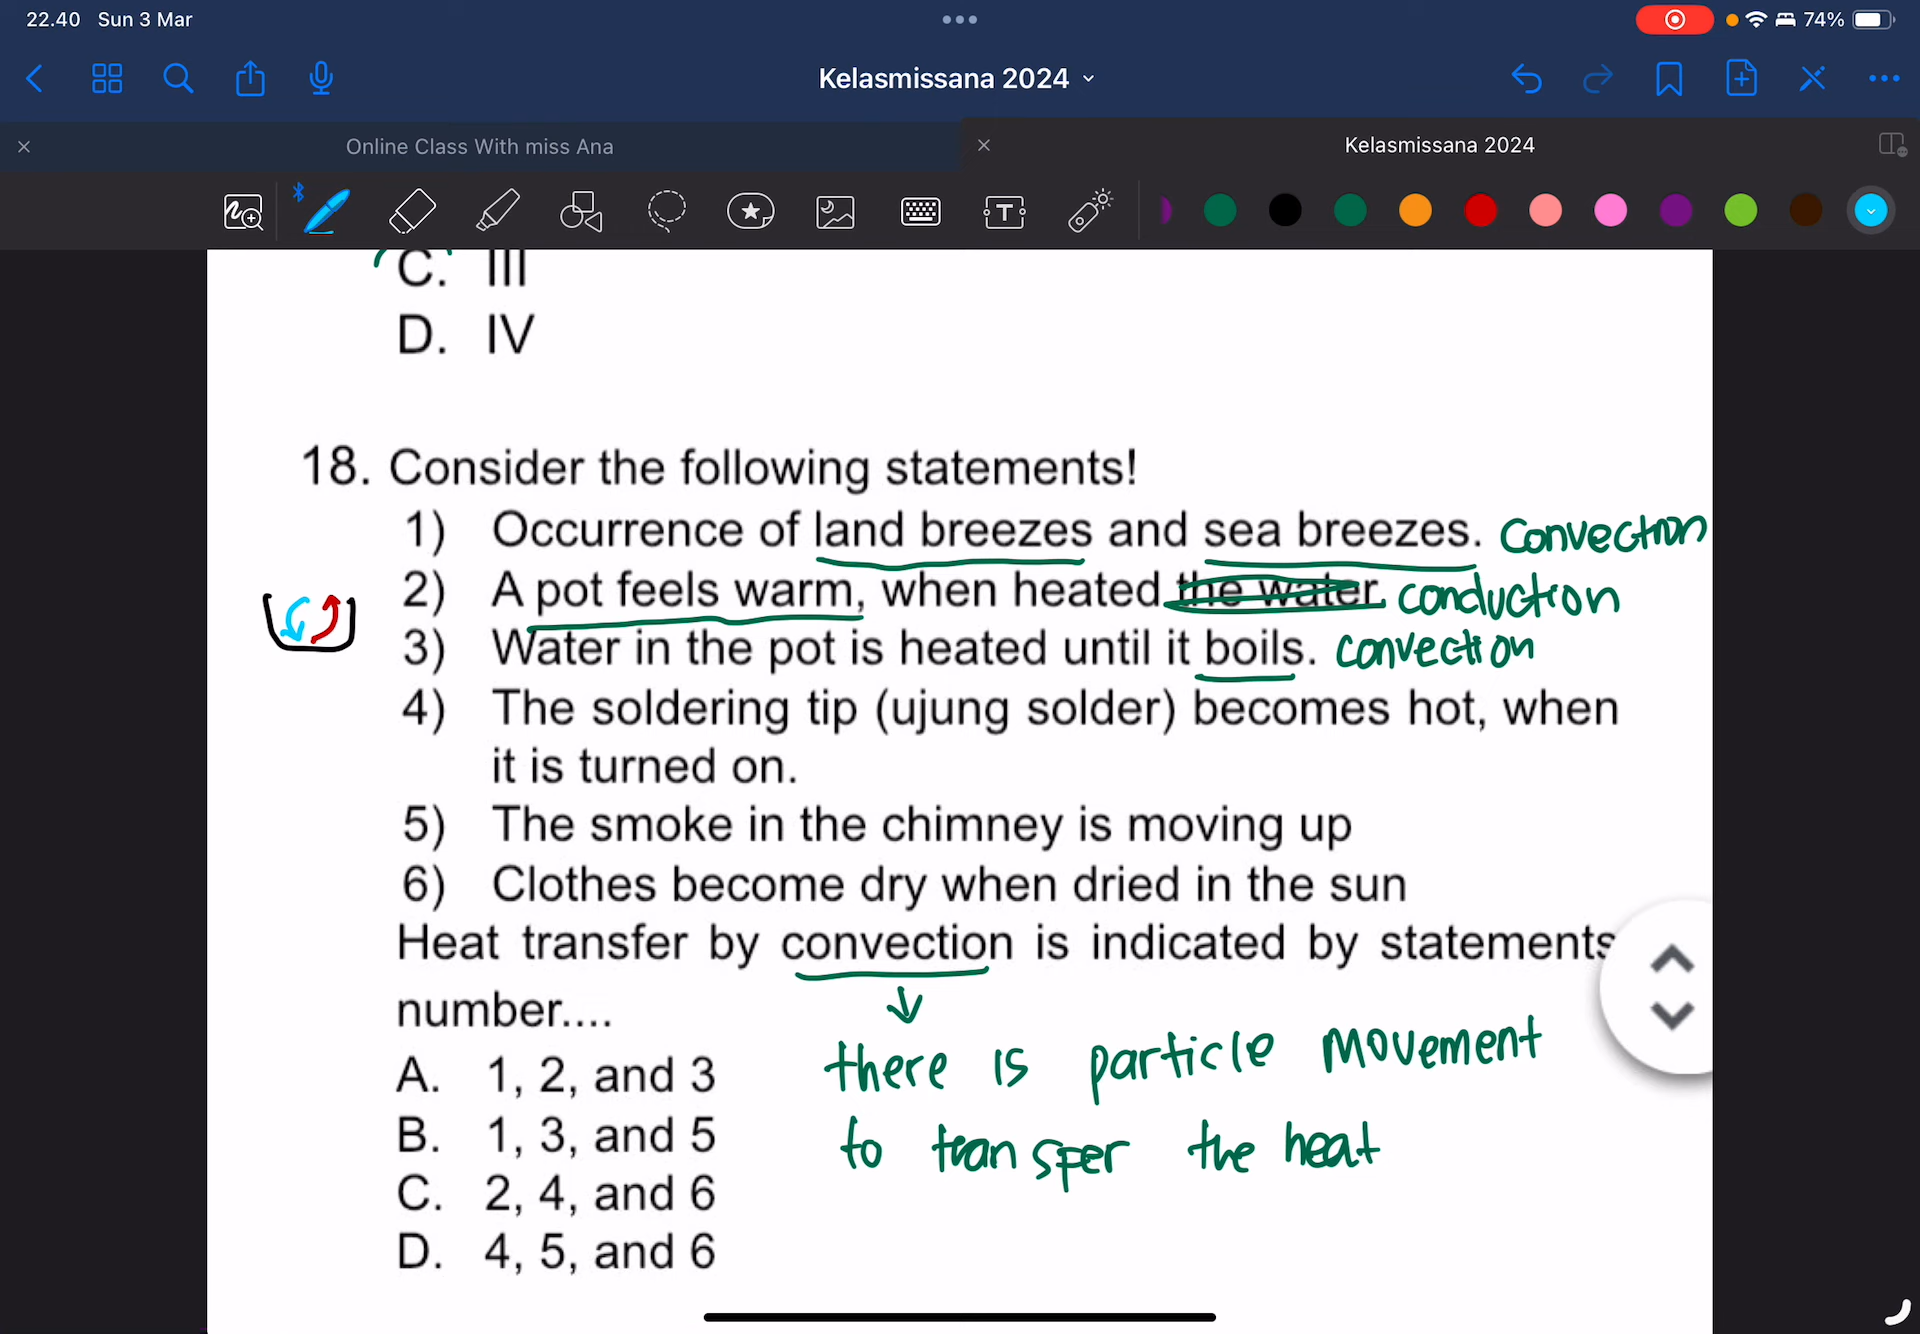 22.40 Sun 3 Mar
74%
Kelasmissana 2024
Online Class With miss Ana
Kelasmissana 2024
T
C. III
D. IV
18. Consider the following statements!
1) Occurrence of land breezes and sea breezes. Convection
2) A pot feels warm, when heated the water. conduction
3) Water in the pot is heated until it boils. convection
4) The soldering tip (ujung solder) becomes hot, when
it is turned on.
5) The smoke in the chimney is moving up
6) Clothes become dry when dried in the sun
Heat transfer by convection is indicated by statements
number....
A. 1, 2, and 3
B. 1, 3, and 5
C. 2, 4, and 6
D. 4, 5, and 6
there is particle movement
to transfer the heat